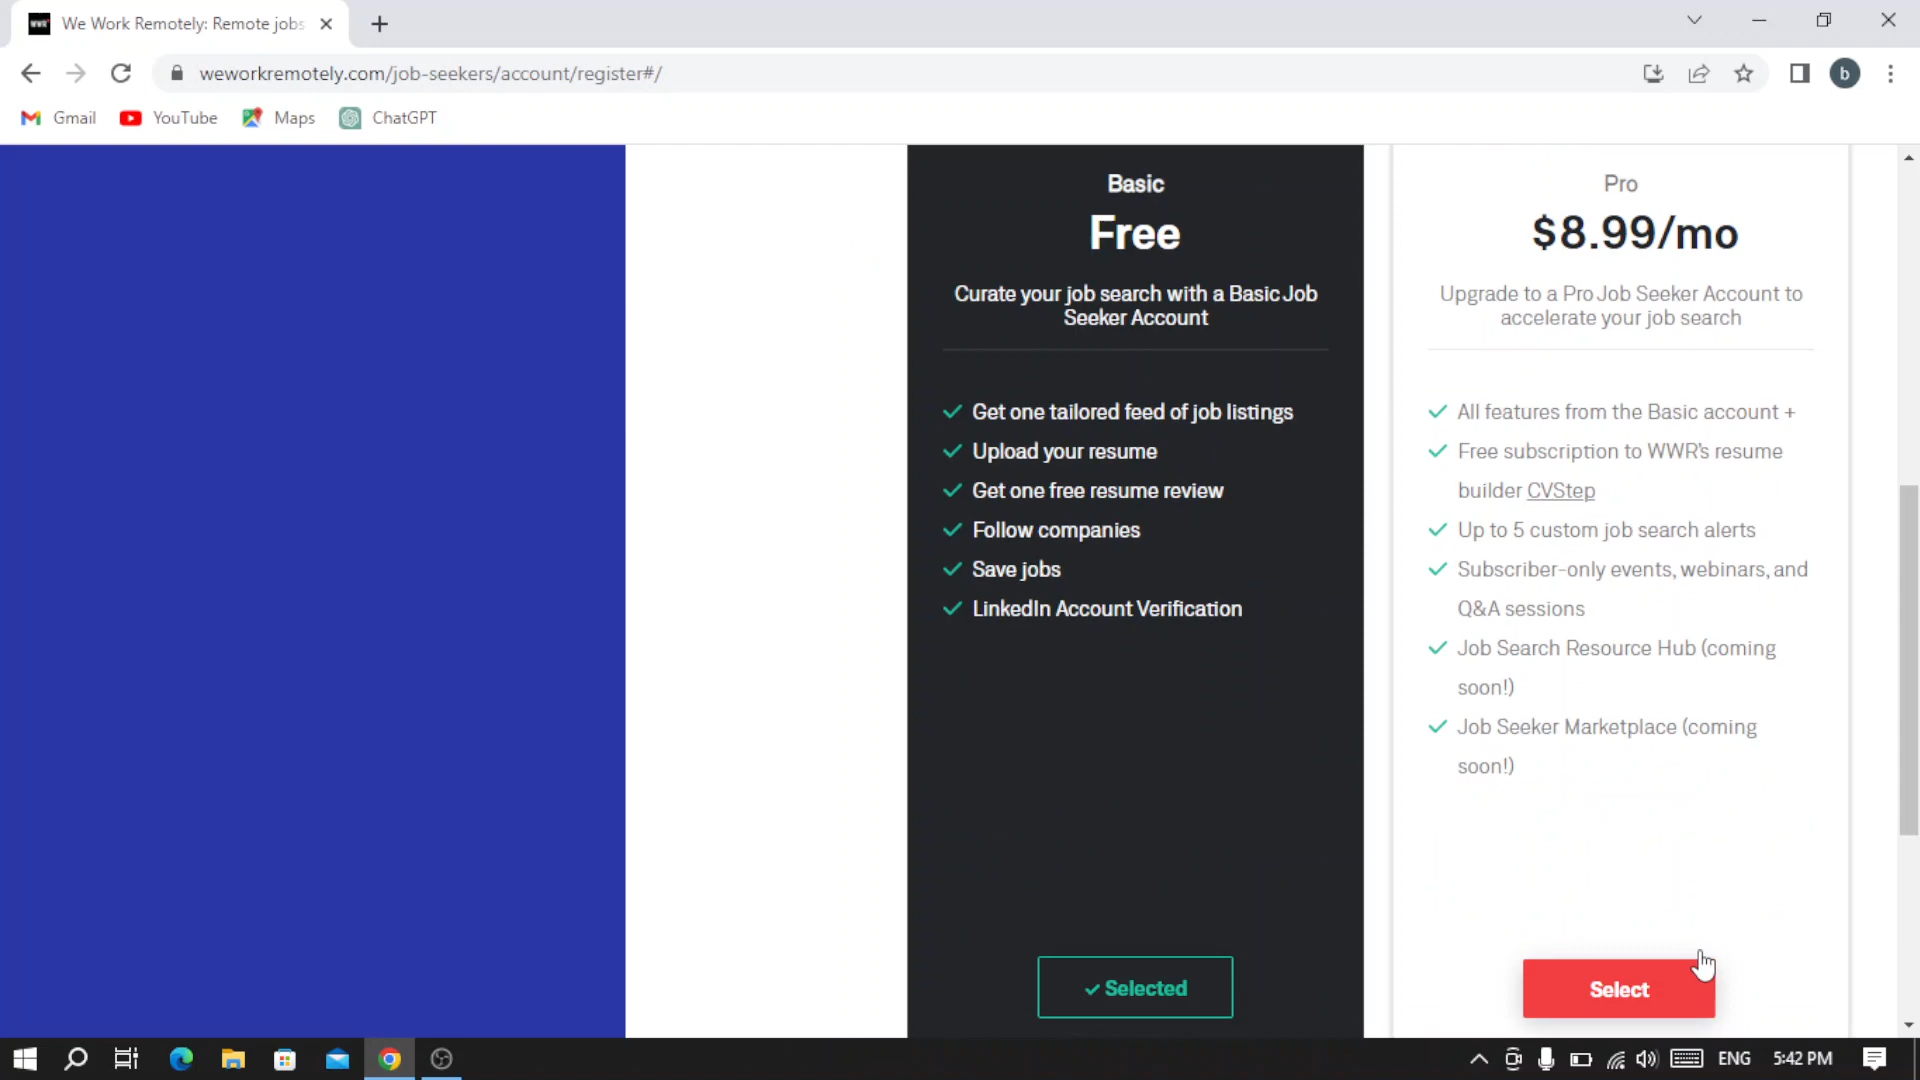 We Work Remotely: Remote jobs
weworkremotely.com/job-seekers/account/register#/
b
Gmail
YouTube
Maps
ChatGPT
Basic
Free
Curate your job search with a Basic Job
Seeker Account
Get one tailored feed of job listings
Upload your resume
Get one free resume review
Follow companies
Save jobs
LinkedIn Account Verification
Selected
Pro
$8.99/mo
Upgrade to a Pro Job Seeker Account to
accelerate your job search
All features from the Basic account +
Free subscription to WWR's resume
builder CVStep
Up to 5 custom job search alerts
Subscriber-only events, webinars, and
Q&A sessions
Job Search Resource Hub (coming
soon!)
Job Seeker Marketplace (coming
soon!)
Select
ENG
5:42 PM